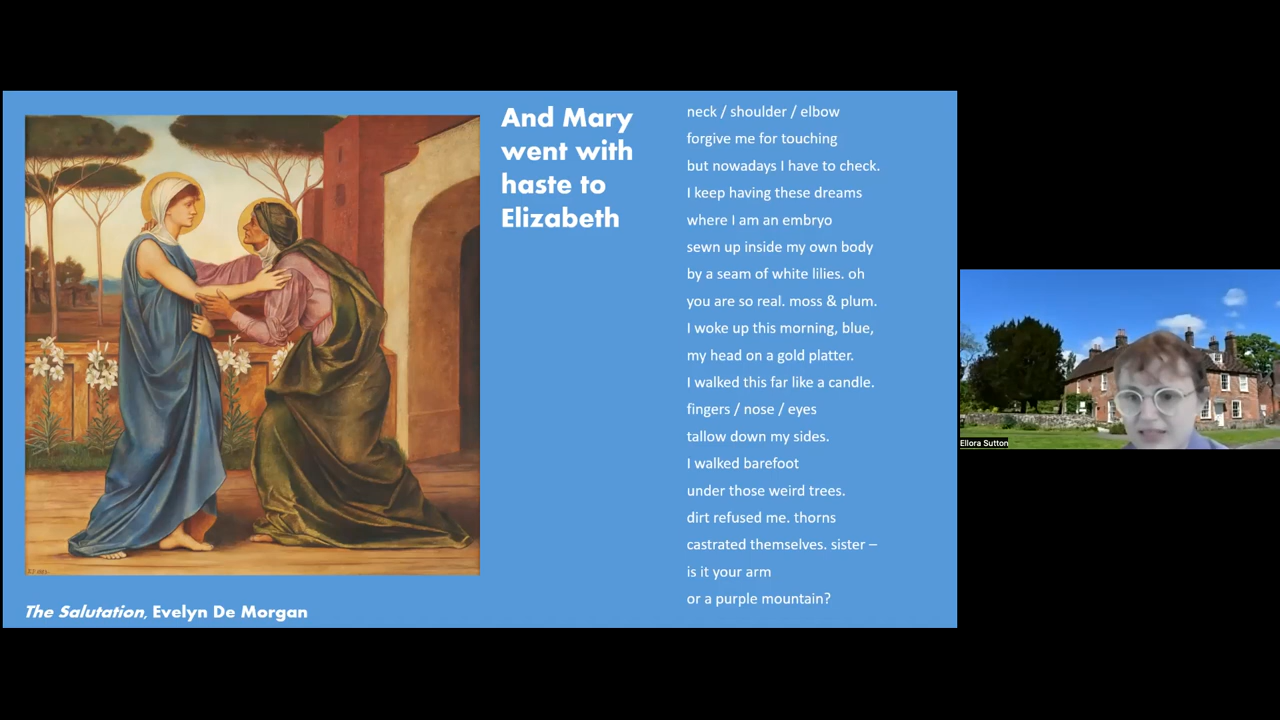 And Mary
went with
haste to
Elizabeth
neck / shoulder / elbow
forgive me for touching
but nowadays I have to check.
I keep having these dreams
where I am an embryo
sewn up inside my own body
by a seam of white lilies. oh
you are so real. moss & plum.
I woke up this morning, blue,
my head on a gold platter.
I walked this far like a candle.
fingers / nose / eyes
tallow down my sides.
I walked barefoot
under those weird trees.
dirt refused me. thorns
castrated themselves. sister –
is it your arm
or a purple mountain?
The Salutation, Evelyn De Morgan
Ellora Sutton